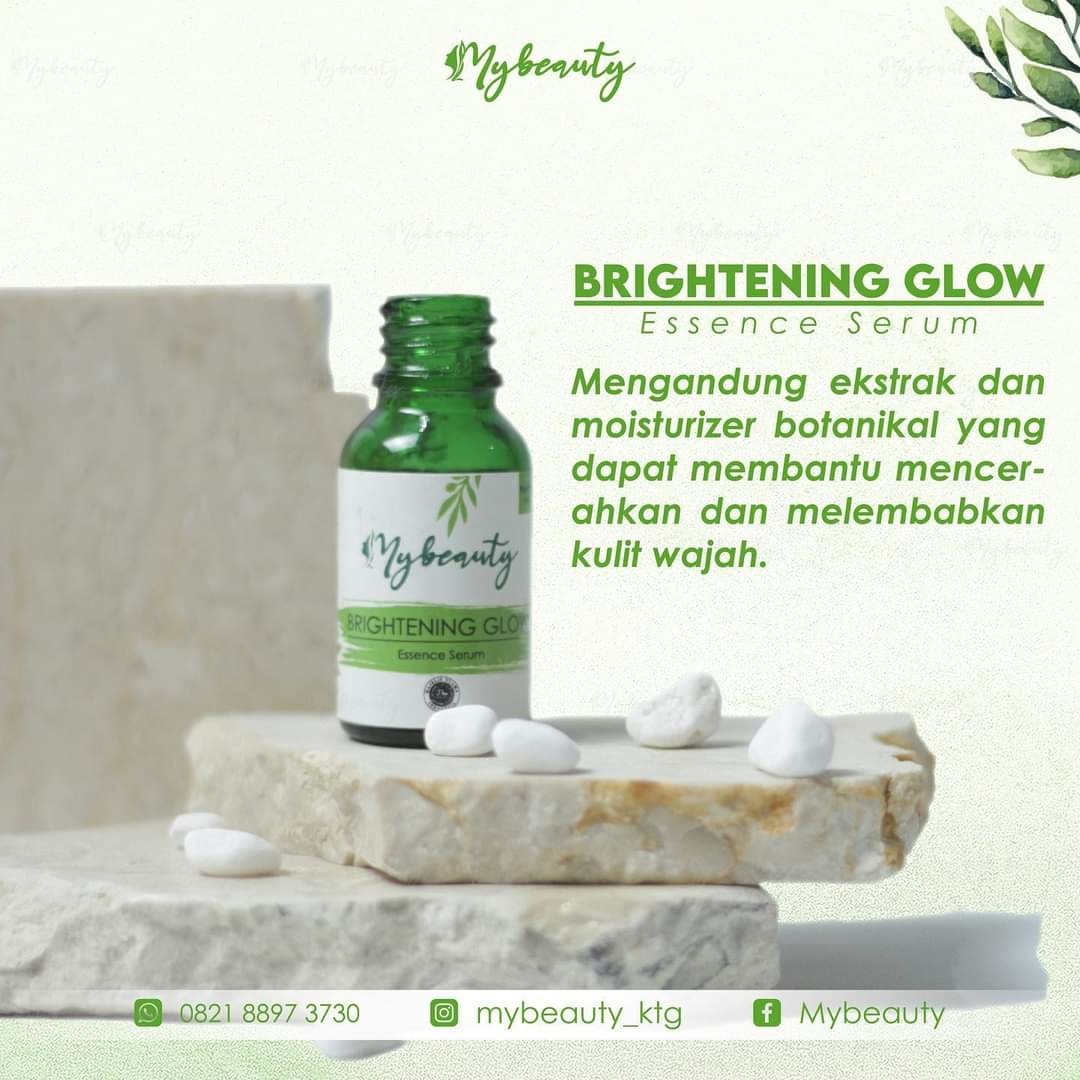 Mybeauty
BRIGHTENING GLOW
Essence Serum
Mengandung ekstrak dan
moisturizer botanikal yang
dapat membantu mencer-
ahkan dan melembabkan
kulit wajah.
Mybeauty
BRIGHTENING GLOW
Essence Serum
0821 8897 3730
mybeauty_ktg
Mybeauty